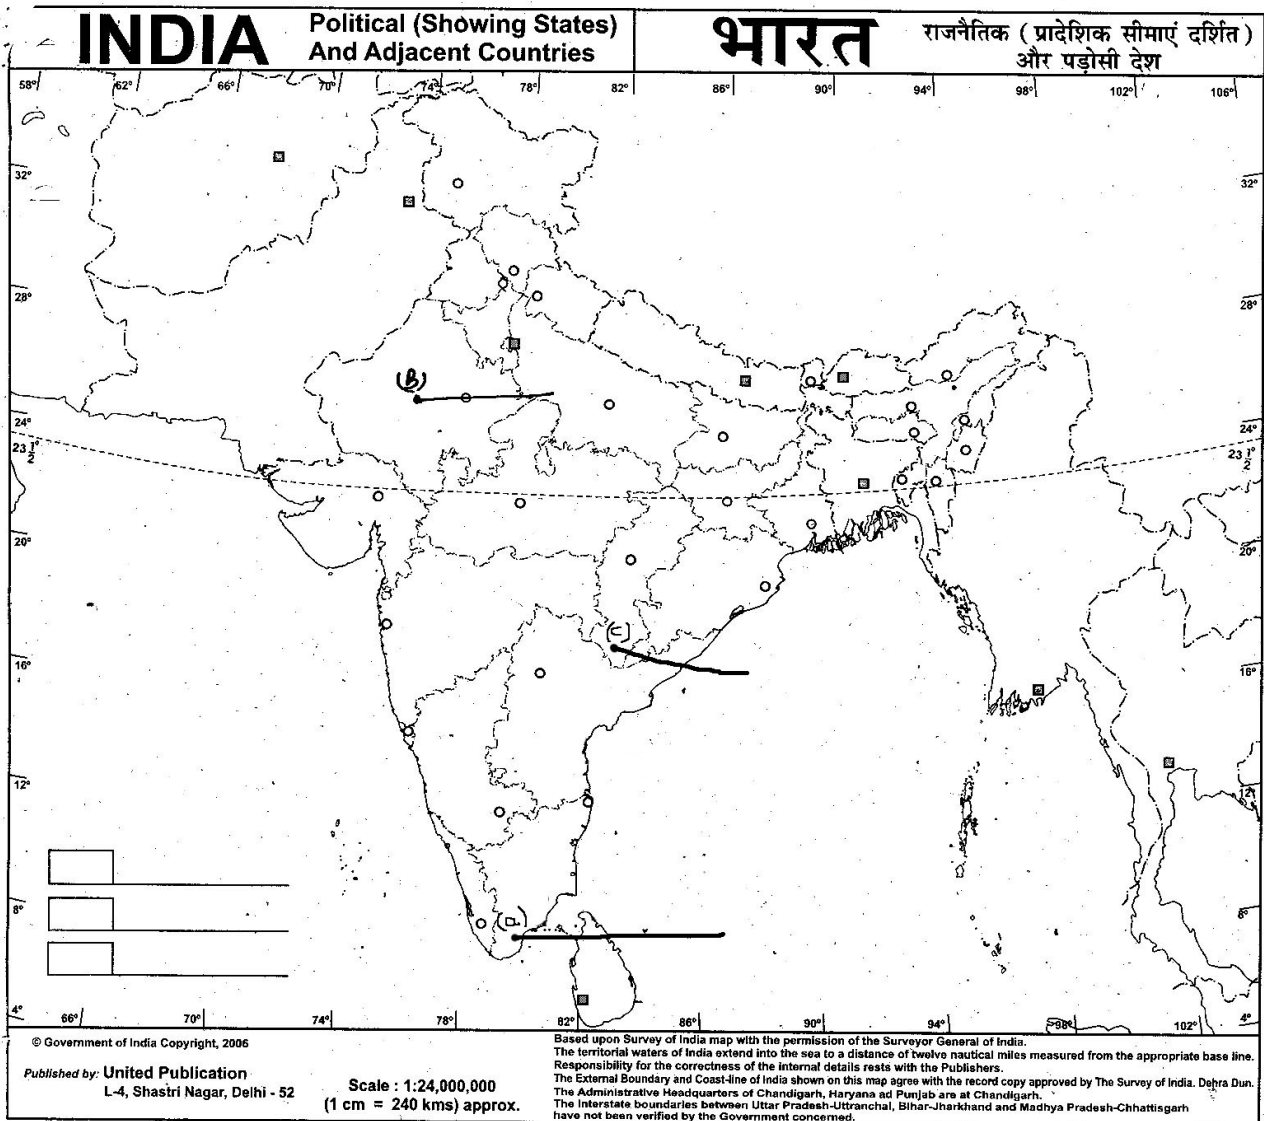 INDIA
Political (Showing States)
And Adjacent Countries
भारत
राजनैतिक ( प्रादेशिक सीमाएं दर्शित )
और पड़ोसी देश
58° 62° 66° 70° 74° 78° 82° 86° 90° 94° 98° 102° 106°
32° 32°
28° 28°
(B)
24° 24°
23 1/2° 23 1/2°
20° 20°
16° 16°
12° 12°
8° 8°
4° 4°
66° 70° 74° 78° 82° 86° 90° 94° 98° 102°
© Government of India Copyright, 2006
Published by: United Publication
L-4, Shastri Nagar, Delhi - 52
Scale : 1:24,000,000
(1 cm = 240 kms) approx.
Based upon Survey of India map with the permission of the Surveyor General of India.
The territorial waters of India extend into the sea to a distance of twelve nautical miles measured from the appropriate base line.
Responsibility for the correctness of the internal details rests with the Publishers.
The External Boundary and Coast-line of India shown on this map agree with the record copy approved by The Survey of India. Dehra Dun.
The Administrative Headquarters of Chandigarh, Haryana ad Punjab are at Chandigarh.
The Interstate boundaries between Uttar Pradesh-Uttranchal, Bihar-Jharkhand and Madhya Pradesh-Chhattisgarh
have not been verified by the Government concerned.